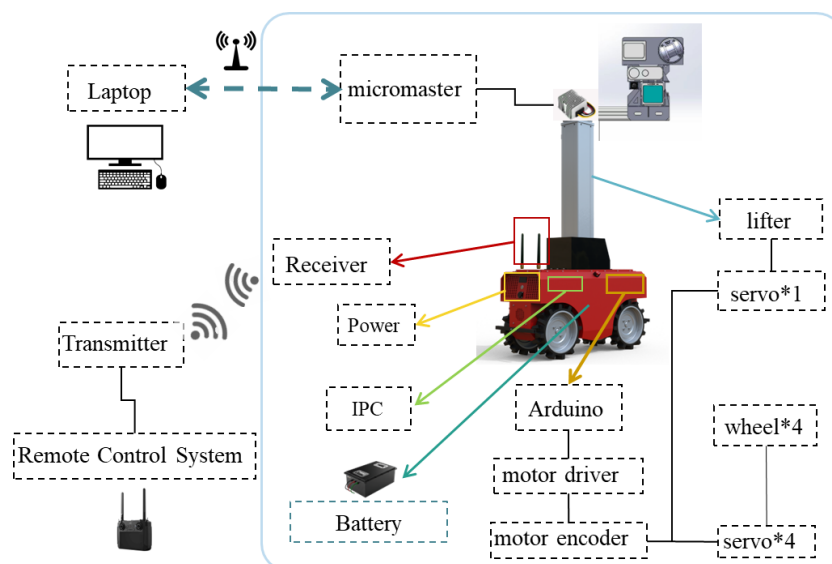 Laptop
micromaster
lifter
Receiver
servo*1
Power
Transmitter
IPC
Arduino
wheel*4
Remote Control System
motor driver
Battery
motor encoder
servo*4